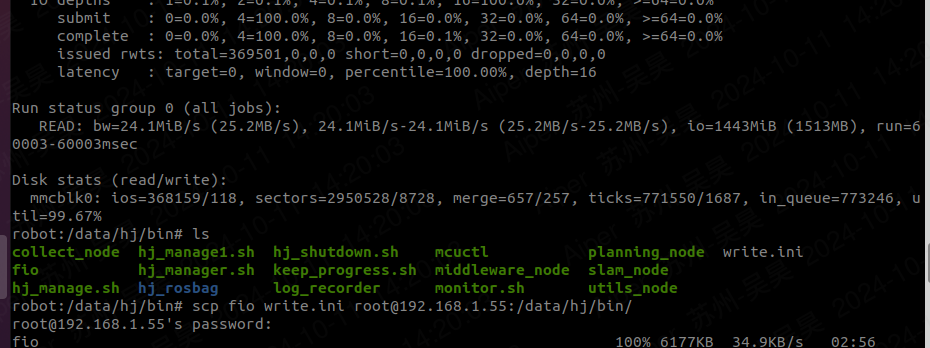 IO depths    : 1=0.1%, 2=0.1%, 4=0.1%, 8=0.1%, 16=100.0%, 32=0.0%, >=64=0.0%
submit    : 0=0.0%, 4=100.0%, 8=0.0%, 16=0.0%, 32=0.0%, 64=0.0%, >=64=0.0%
complete  : 0=0.0%, 4=100.0%, 8=0.0%, 16=0.1%, 32=0.0%, 64=0.0%, >=64=0.0%
issued rwts: total=369501,0,0,0 short=0,0,0,0 dropped=0,0,0,0
latency   : target=0, window=0, percentile=100.00%, depth=16
Run status group 0 (all jobs):
READ: bw=24.1MiB/s (25.2MB/s), 24.1MiB/s-24.1MiB/s (25.2MB/s-25.2MB/s), io=1443MiB (1513MB), run=6
0003-60003msec
Disk stats (read/write):
mmcblk0: ios=368159/118, sectors=2950528/8728, merge=657/257, ticks=771550/1687, in_queue=773246, u
til=99.67%
robot:/data/hj/bin# ls
collect_node  hj_manage1.sh  hj_shutdown.sh    mcuctl           planning_node  write.ini
fio           hj_manager.sh  keep_progress.sh  middleware_node  slam_node
hj_manage.sh  hj_rosbag      log_recorder      monitor.sh       utils_node
robot:/data/hj/bin# scp fio write.ini root@192.168.1.55:/data/hj/bin/
root@192.168.1.55's password:
fio    100% 6177KB  34.9KB/s   02:56